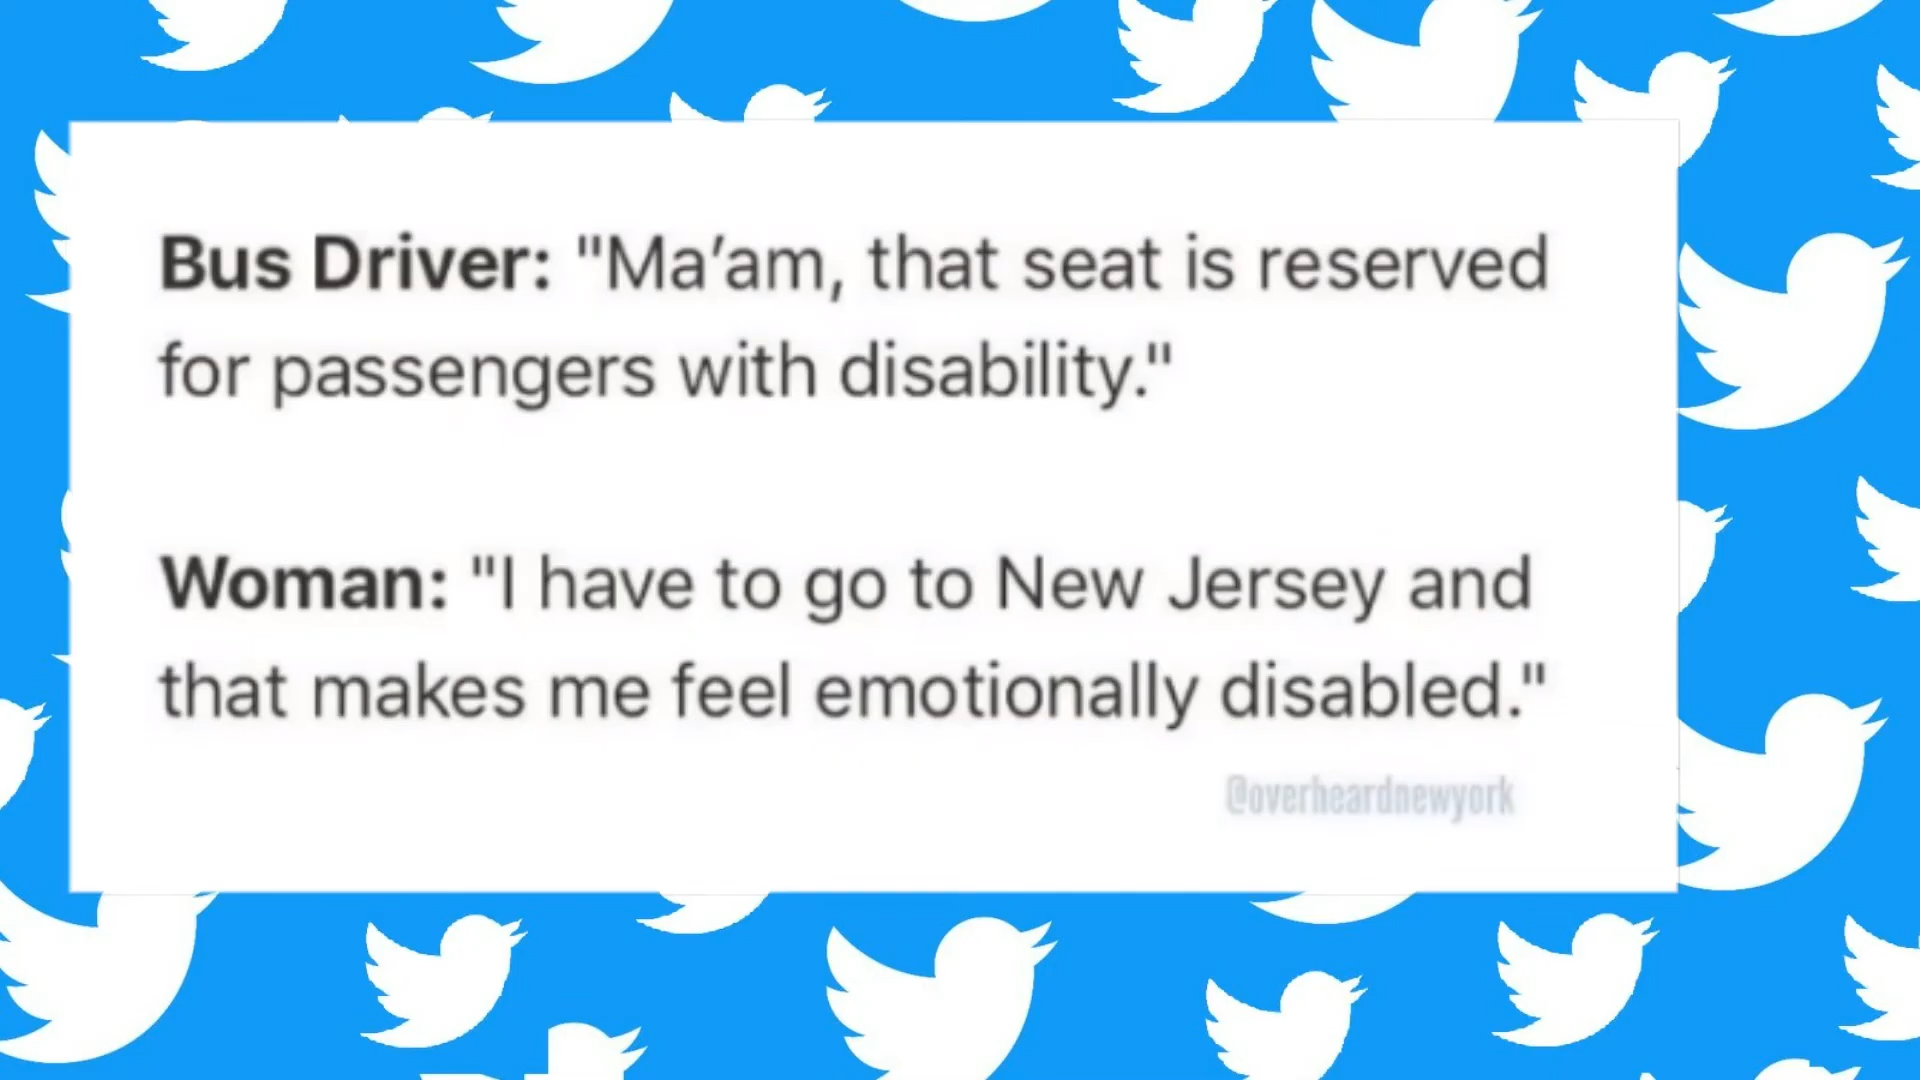 Bus Driver: "Ma’am, that seat is reserved
for passengers with disability."
Woman: "I have to go to New Jersey and
that makes me feel emotionally disabled."
@overheardnewyork